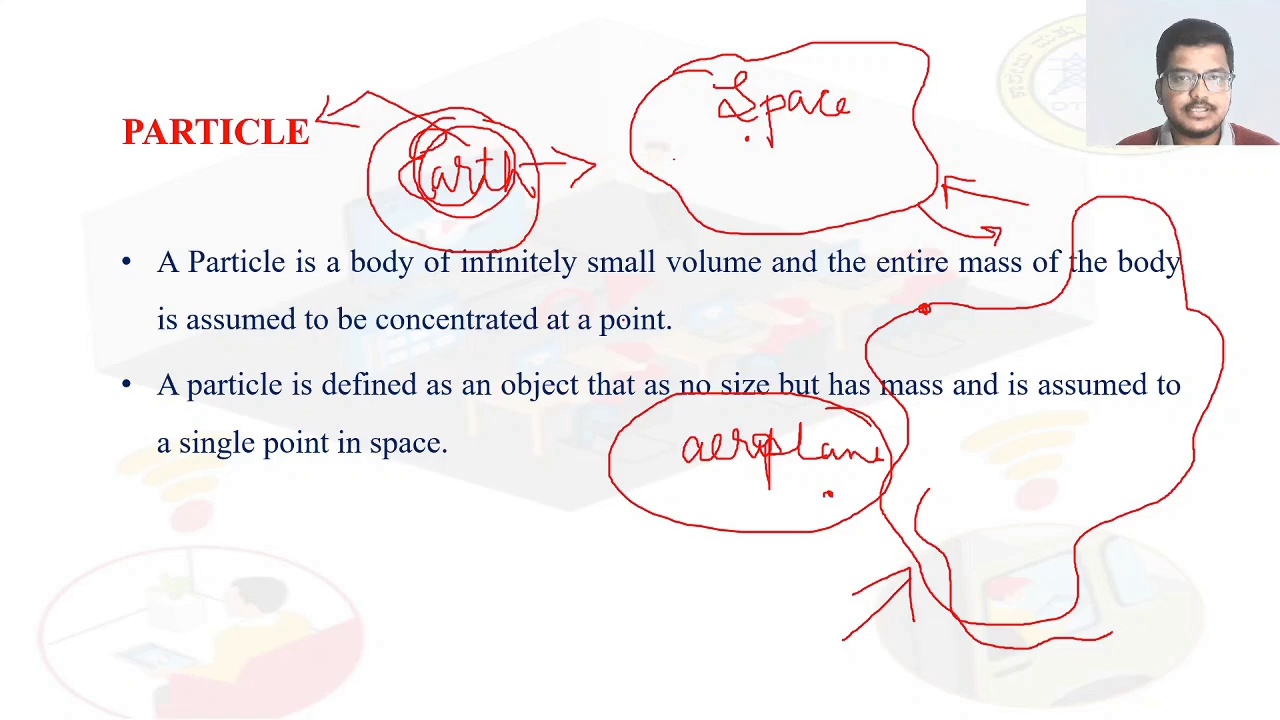 Space
PARTICLE
Earth
• A Particle is a body of infinitely small volume and the entire mass of the body
is assumed to be concentrated at a point.
• A particle is defined as an object that as no size but has mass and is assumed to
a single point in space.
aeroplane